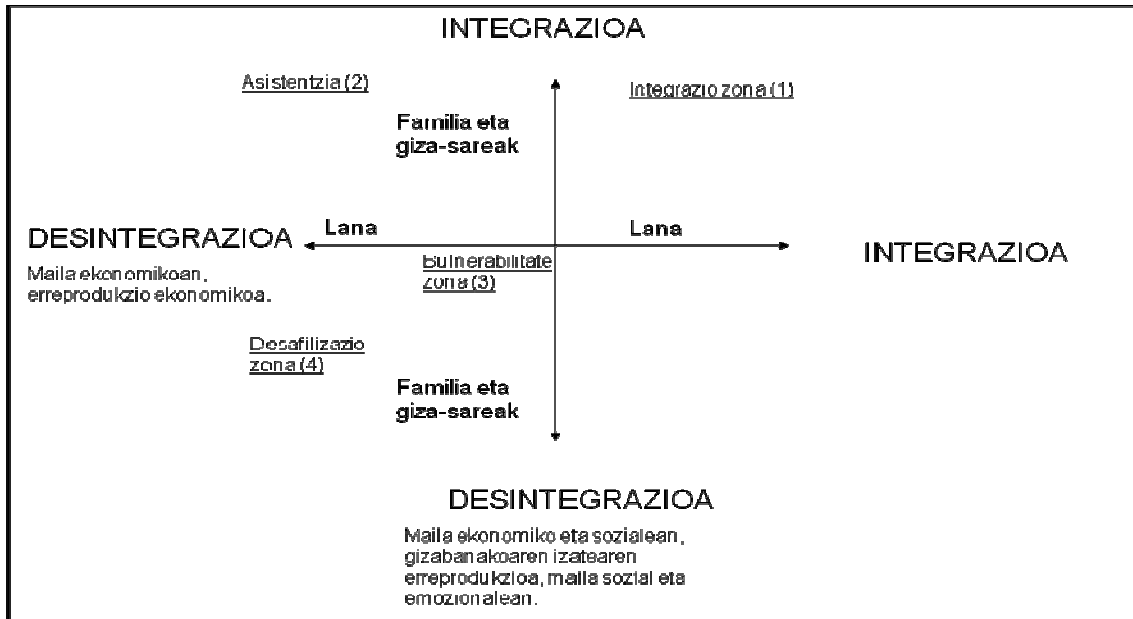 INTEGRAZIOA
Asistentzia (2)
Integrazio zona (1)
Familia eta
giza-sareak
Lana
Lana
DESINTEGRAZIOA
INTEGRAZIOA
Maila ekonomikoan,
erreprodukzio ekonomikoa.
Bulnerabilitate
zona (3)
Desafilizazio
zona (4)
Familia eta
giza-sareak
DESINTEGRAZIOA
Maila ekonomiko eta sozialean,
gizabanakoaren izatearen
erreprodukzioa, maila sozial eta
emozionalean.